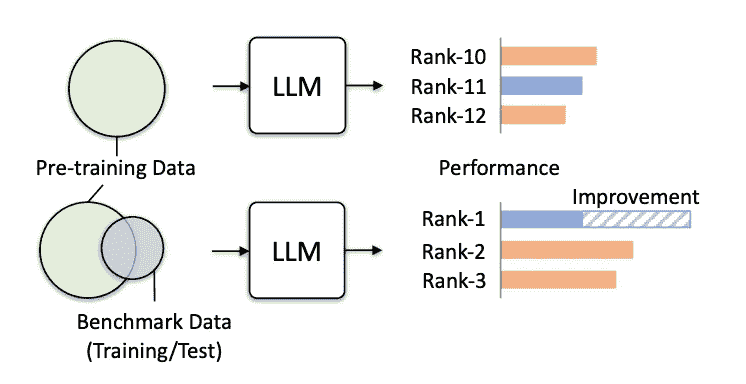 LLM
Rank-10
Rank-11
Rank-12
Pre-training Data
Performance
Improvement
LLM
Rank-1
Rank-2
Rank-3
Benchmark Data
(Training/Test)